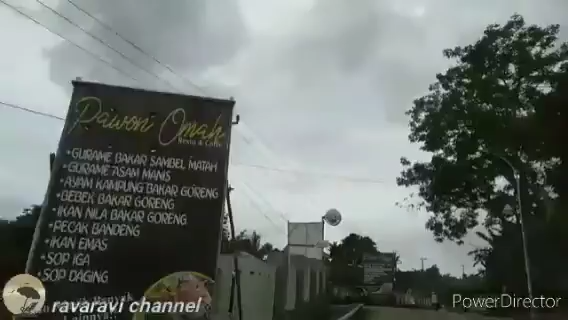 Pawon Omah
Resto & Coffee
• GURAME BAKAR SAMBEL MATAH
• GURAME ASAM MANIS
• AYAM KAMPUNG BAKAR GORENG
• BEBEK BAKAR GORENG
• IKAN NILA BAKAR GORENG
• PECAK BANDENG
• IKAN EMAS
• SOP IGA
• SOP DAGING
ravaravi channel
PowerDirector